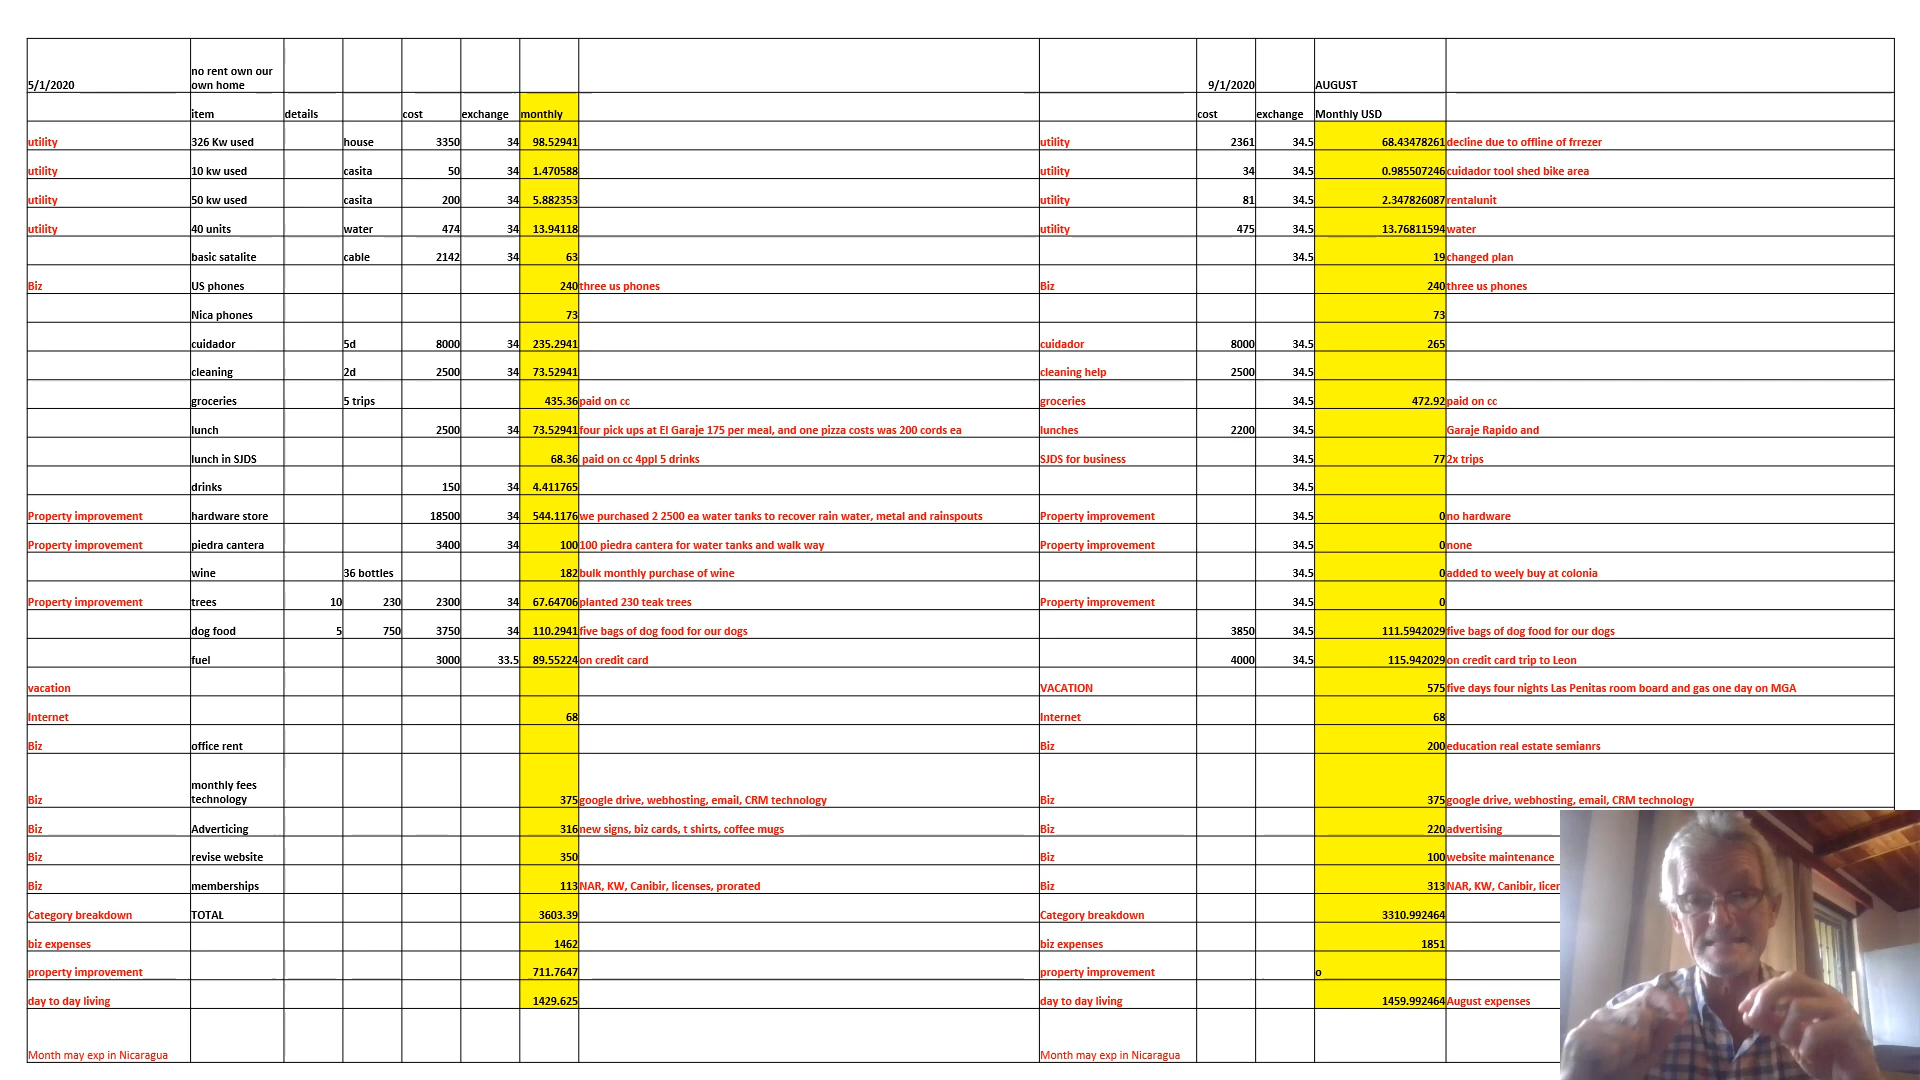 5/1/2020 no rent own our own home 9/1/2020 AUGUST
item details cost exchange monthly cost exchange Monthly USD
utility 326 Kw used house 3350 34 98.52941 utility 2361 34.5 68.43478261 decline due to offline of frrezer
utility 10 kw used casita 50 34 1.470588 utility 34 34.5 0.985507246 cuidador tool shed bike area
utility 50 kw used casita 200 34 5.882353 utility 81 34.5 2.347826087 rentalunit
utility 40 units water 474 34 13.94118 utility 475 34.5 13.76811594 water
basic satalite cable 2142 34 63 34.5 19 changed plan
Biz US phones 240 three us phones Biz 240 three us phones
Nica phones 73 73
cuidador 5d 8000 34 235.2941 cuidador 8000 34.5 265
cleaning 2d 2500 34 73.52941 cleaning help 2500 34.5
groceries 5 trips 435.36 paid on cc groceries 34.5 472.92 paid on cc
lunch 2500 34 73.52941 four pick ups at El Garaje 175 per meal, and one pizza costs was 200 cords ea lunches 2200 34.5 Garaje Rapido and
lunch in SJDS 68.36 paid on cc 4ppl 5 drinks SJDS for business 34.5 77 2x trips
drinks 150 34 4.411765 34.5
Property improvement hardware store 18500 34 544.1176 we purchased 2 2500 ea water tanks to recover rain water, metal and rainspouts Property improvement 34.5 0 no hardware
Property improvement piedra cantera 3400 34 100 100 piedra cantera for water tanks and walk way Property improvement 34.5 0 none
wine 36 bottles 182 bulk monthly purchase of wine 34.5 0 added to weely buy at colonia
Property improvement trees 10 230 2300 34 67.64706 planted 230 teak trees Property improvement 34.5 0
dog food 5 750 3750 34 110.2941 five bags of dog food for our dogs 3850 34.5 111.5942029 five bags of dog food for our dogs
fuel 3000 33.5 89.55224 on credit card 4000 34.5 115.942029 on credit card trip to Leon
vacation VACATION 575 five days four nights Las Penitas room board and gas one day on MGA
Internet 68 Internet 68
Biz office rent Biz 200 education real estate semianrs
Biz monthly fees technology 375 google drive, webhosting, email, CRM technology Biz 375 google drive, webhosting, email, CRM technology
Biz Adverticing 316 new signs, biz cards, t shirts, coffee mugs Biz 220 advertising
Biz revise website 350 Biz 100 website maintenance
Biz memberships 113 NAR, KW, Canibir, licenses, prorated Biz 313 NAR, KW, Canibir,
Category breakdown TOTAL 3603.39 Category breakdown 3310.992464
biz expenses 1462 biz expenses 1851
property improvement 711.7647 property improvement o
day to day living 1429.625 day to day living 1459.992464 August expenses
Month may exp in Nicaragua Month may exp in Nicaragua